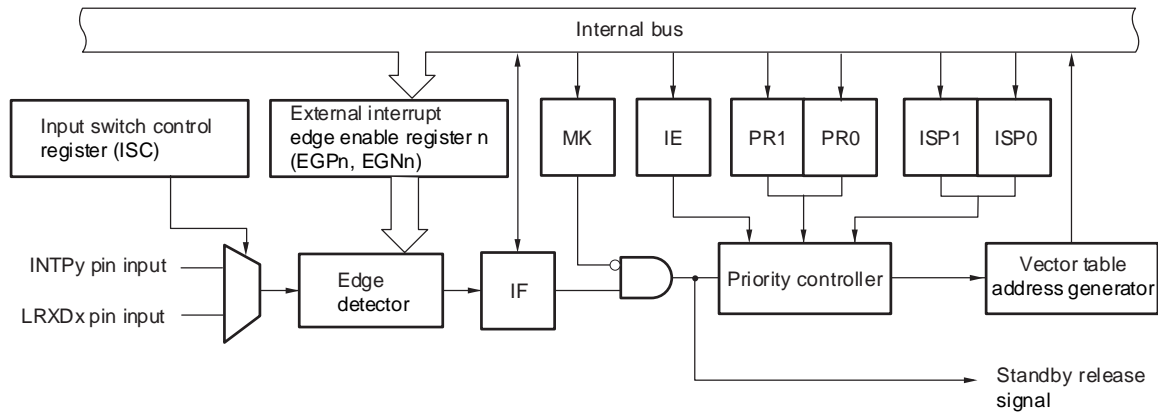 Internal bus
Input switch control
register (ISC)
External interrupt
edge enable register n
(EGPn, EGNn)
MK
IE
PR1
PR0
ISP1
ISP0
INTPy pin input
LRXDx pin input
Edge
detector
IF
Priority controller
Vector table
address generator
Standby release
signal